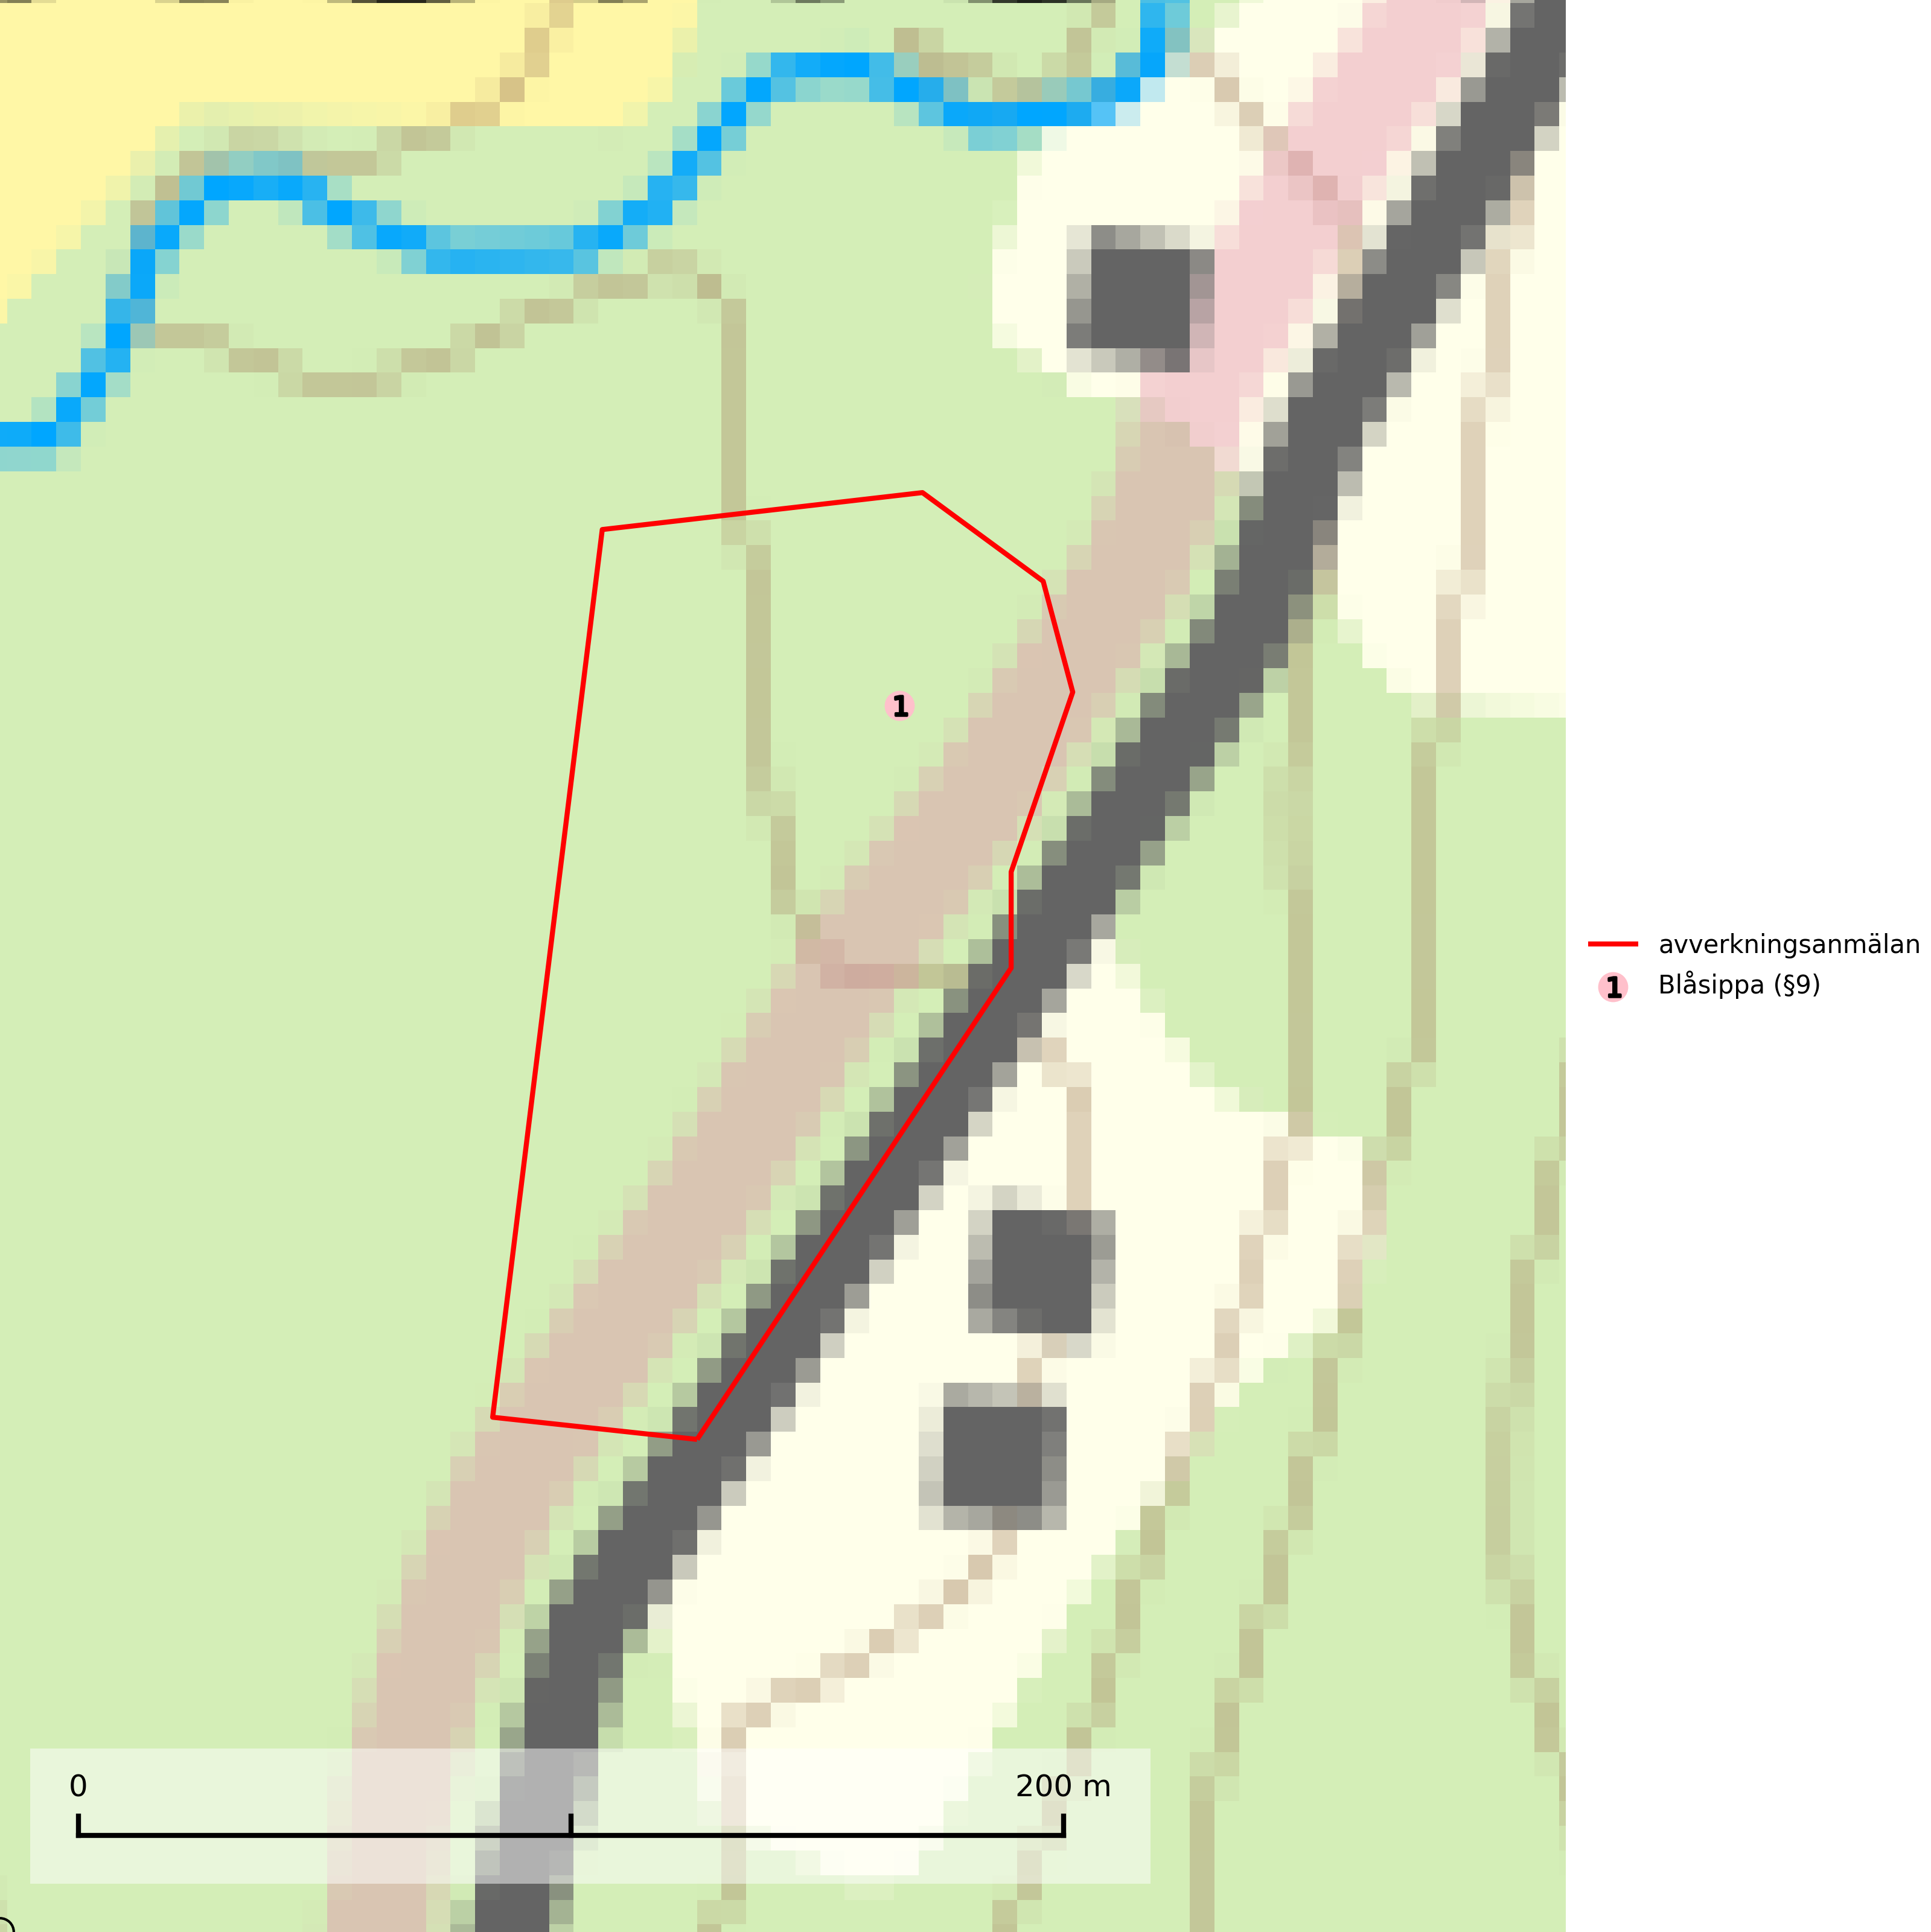 1
avverkningsanmälan
1 Blåsippa (§9)
0 200 m